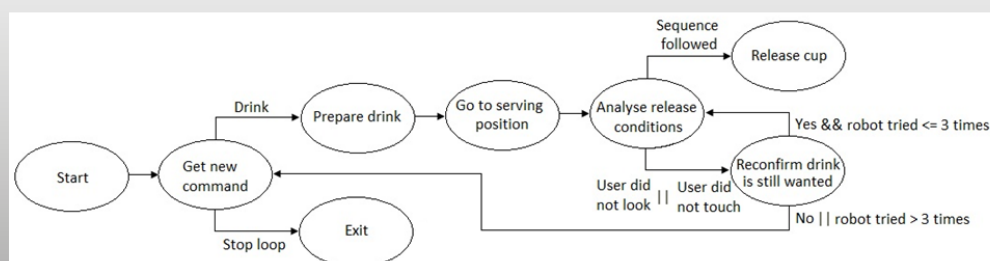 Sequence
followed
Release cup
Drink
Prepare drink
Go to serving
position
Analyse release
conditions
Yes && robot tried <= 3 times
Start
Get new
command
Reconfirm drink
is still wanted
User did
not look
||
User did
not touch
No || robot tried > 3 times
Stop loop
Exit